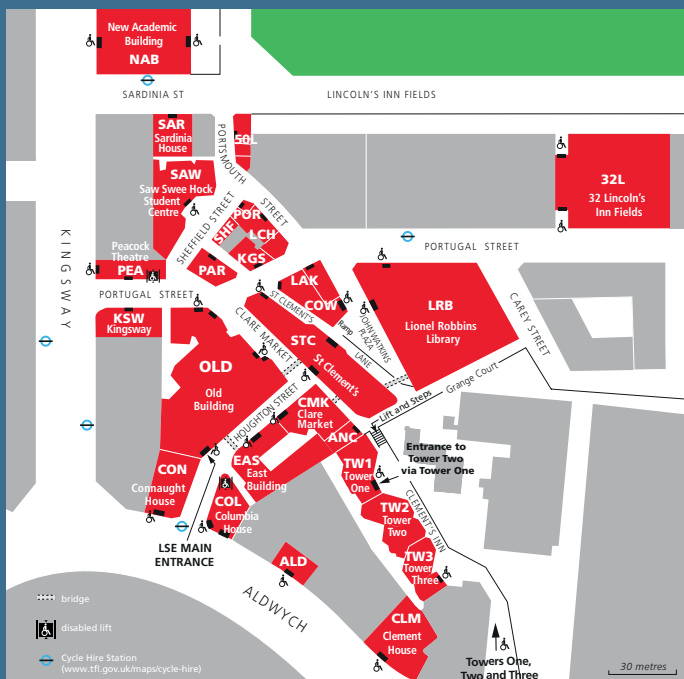 New Academic
Building
NAB
SARDINIA ST
LINCOLN'S INN FIELDS
SAR
Sardinia
House
PORTSMOUTH
STREET
50L
SAW
Saw Swee Hock
Student
Centre
32L
32 Lincoln's
Inn Fields
SHEFFIELD STREET
SHF
POR
LCH
KGS
PAR
KINGSWAY
Peacock
Theatre
PEA
PORTUGAL STREET
PORTUGAL STREET
CAREY STREET
KSW
Kingsway
LAK
COW
ST CLEMENT'S
LANE
Ramp
JOHN WATKINS
PLAZA
LRB
Lionel Robbins
Library
CLARE MARKET
STC
St Clement's
OLD
Old
Building
HOUGHTON STREET
Grange Court
Lift and Steps
CMK
Clare
Market
ANC
EAS
East
Building
CON
Connaught
House
COL
Columbia
House
TW1
Tower
One
Entrance to
Tower Two
via Tower One
CLEMENT'S INN
TW2
Tower
Two
TW3
Tower
Three
LSE MAIN
ENTRANCE
ALD
ALDWYCH
CLM
Clement
House
bridge
disabled lift
Cycle Hire Station
(www.tfl.gov.uk/maps/cycle-hire)
Towers One,
Two and Three
30 metres